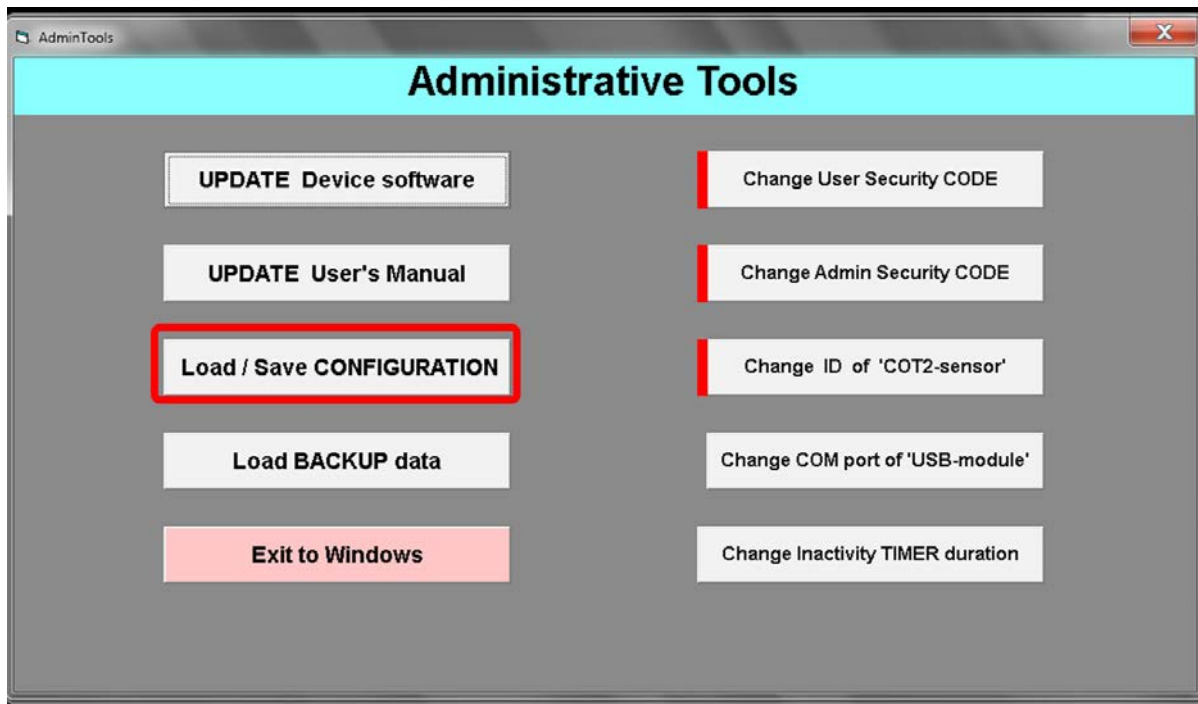 AdminTools
X
Administrative Tools
UPDATE Device software
Change User Security CODE
UPDATE User's Manual
Change Admin Security CODE
Load / Save CONFIGURATION
Change ID of 'COT2-sensor'
Load BACKUP data
Change COM port of 'USB-module'
Exit to Windows
Change Inactivity TIMER duration